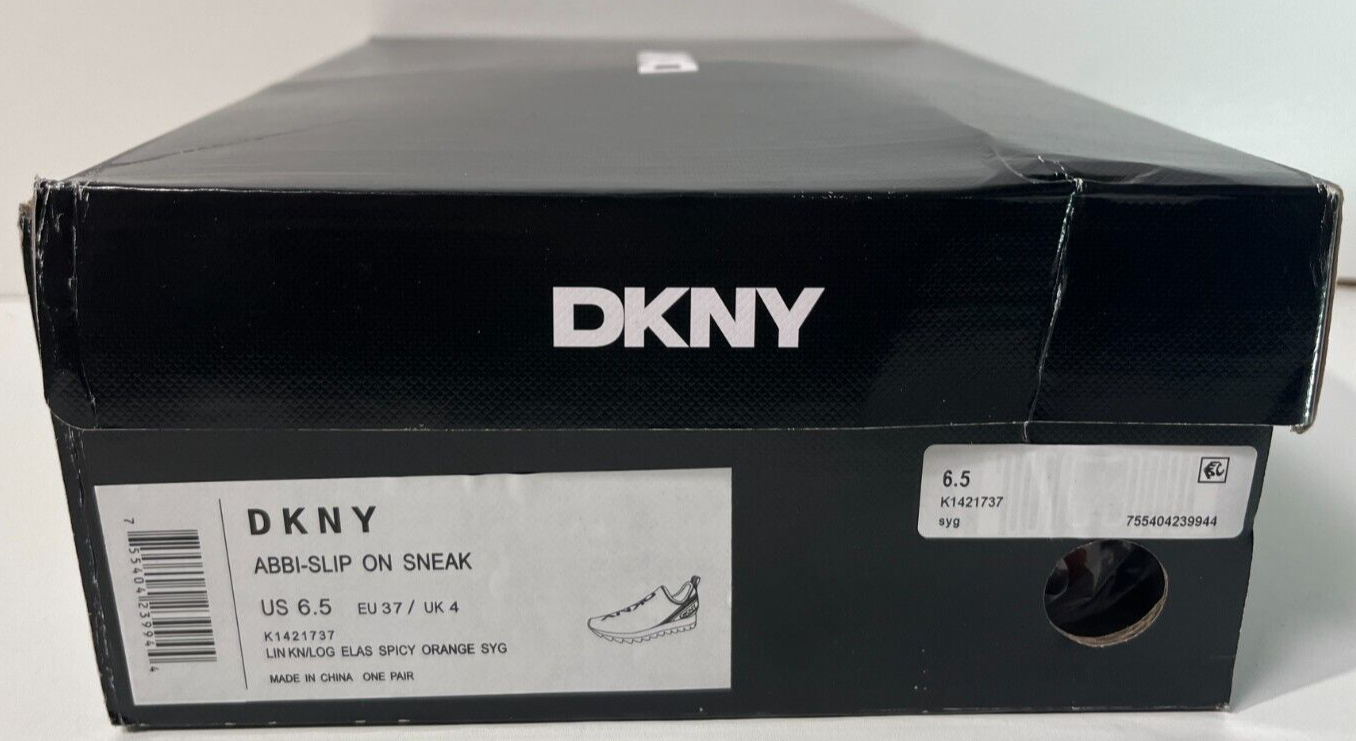 DKNY
DKNY
ABBI-SLIP ON SNEAK
US 6.5 EU 37 / UK 4
K1421737
LIN KN/LOG ELAS SPICY ORANGE SYG
MADE IN CHINA ONE PAIR
7 55404 23994 4
6.5
K1421737
syg
755404239944